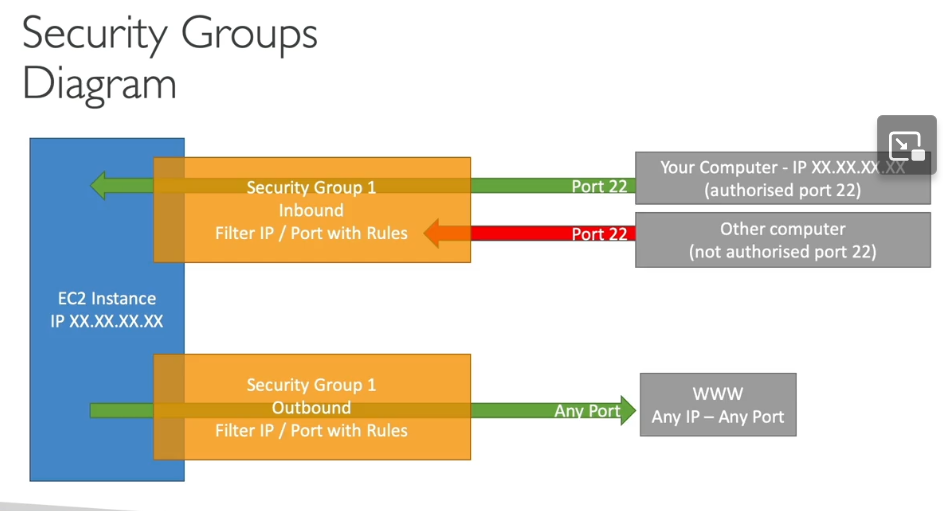 Security Groups
Diagram
Your Computer - IP XX.XX.XX.XX
(authorised port 22)
Port 22
Security Group 1
Inbound
Filter IP / Port with Rules
Port 22
Other computer
(not authorised port 22)
EC2 Instance
IP XX.XX.XX.XX
Security Group 1
Outbound
Filter IP / Port with Rules
Any Port
WWW
Any IP – Any Port